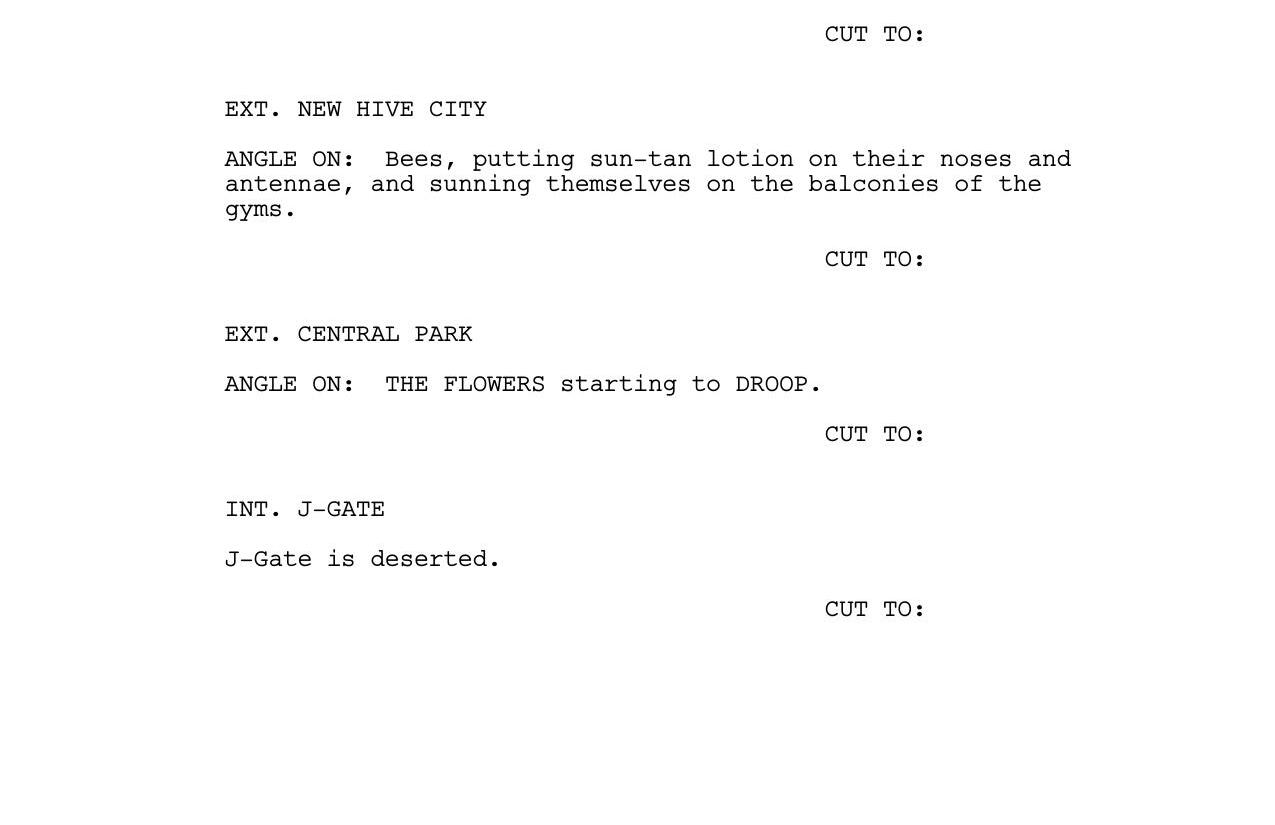 CUT TO:
EXT. NEW HIVE CITY
ANGLE ON:  Bees, putting sun-tan lotion on their noses and
antennae, and sunning themselves on the balconies of the
gyms.
CUT TO:
EXT. CENTRAL PARK
ANGLE ON:  THE FLOWERS starting to DROOP.
CUT TO:
INT. J-GATE
J-Gate is deserted.
CUT TO: